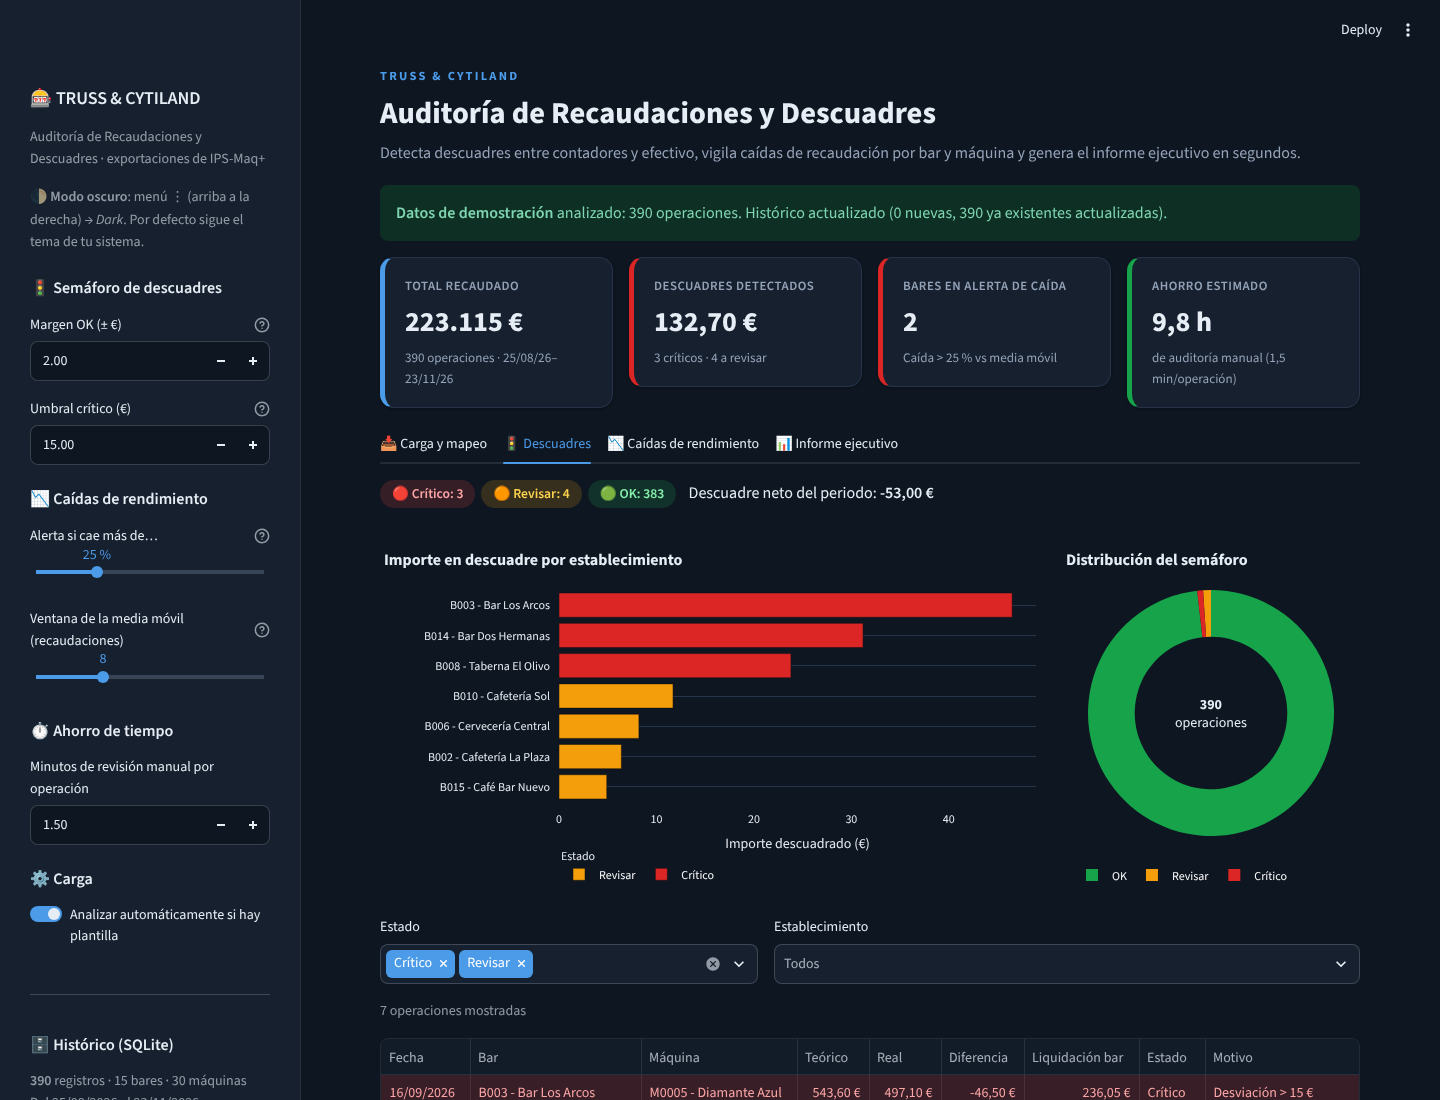 TRUSS & CYTILAND
Auditoría de Recaudaciones y
Descuadres · exportaciones de IPS-Maq+
Modo oscuro: menú ⋮ (arriba a la
derecha) → Dark. Por defecto sigue el
tema de tu sistema.
Semáforo de descuadres
Margen OK (± €)
2.00
Umbral crítico (€)
15.00
Caídas de rendimiento
Alerta si cae más de…
25 %
Ventana de la media móvil
(recaudaciones)
8
Ahorro de tiempo
Minutos de revisión manual por
operación
1.50
Carga
Analizar automáticamente si hay
plantilla
Histórico (SQLite)
390 registros · 15 bares · 30 máquinas
Deploy
TRUSS & CYTILAND
Auditoría de Recaudaciones y Descuadres
Detecta descuadres entre contadores y efectivo, vigila caídas de recaudación por bar y máquina y genera el informe ejecutivo en segundos.
Datos de demostración analizado: 390 operaciones. Histórico actualizado (0 nuevas, 390 ya existentes actualizadas).
TOTAL RECAUDADO
223.115 €
390 operaciones · 25/08/26–
23/11/26
DESCUADRES DETECTADOS
132,70 €
3 críticos · 4 a revisar
BARES EN ALERTA DE CAÍDA
2
Caída > 25 % vs media móvil
AHORRO ESTIMADO
9,8 h
de auditoría manual (1,5
min/operación)
Carga y mapeo Descuadres Caídas de rendimiento Informe ejecutivo
Crítico: 3 Revisar: 4 OK: 383 Descuadre neto del periodo: -53,00 €
Importe en descuadre por establecimiento
B003 - Bar Los Arcos
B014 - Bar Dos Hermanas
B008 - Taberna El Olivo
B010 - Cafetería Sol
B006 - Cervecería Central
B002 - Cafetería La Plaza
B015 - Café Bar Nuevo
0 10 20 30 40
Importe descuadrado (€)
Estado
Revisar Crítico
Distribución del semáforo
390
operaciones
OK Revisar Crítico
Estado
Crítico Revisar
Establecimiento
Todos
7 operaciones mostradas
Fecha Bar Máquina Teórico Real Diferencia Liquidación bar Estado Motivo
16/09/2026 B003 - Bar Los Arcos M0005 - Diamante Azul 543,60 € 497,10 € -46,50 € 236,05 € Crítico Desviación > 15 €